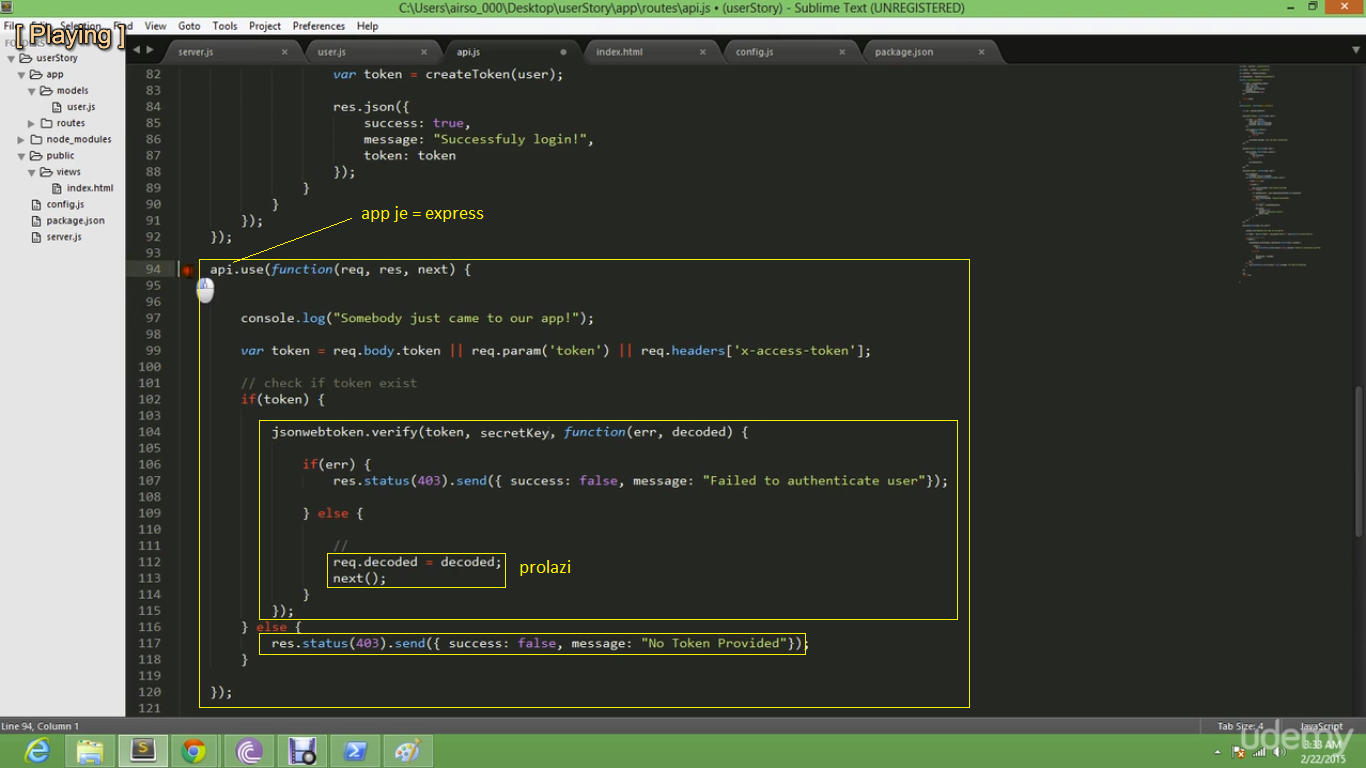 C:\Users\airso_000\Desktop\userStory\app\routes\api.js • (userStory) - Sublime Text (UNREGISTERED)
File Edit Selection Find View Goto Tools Project Preferences Help
[ Playing ]
FOLDERS
server.js × user.js × api.js • index.html × config.js × package.json ×
userStory
app
models
user.js
routes
node_modules
public
views
index.html
config.js
package.json
server.js
82 var token = createToken(user);
83
84 res.json({
85 success: true,
86 message: "Successfuly login!",
87 token: token
88 });
89 }
90 }
91 });
92 });
app je = express
93
94 api.use(function(req, res, next) {
95
96
97 console.log("Somebody just came to our app!");
98
99 var token = req.body.token || req.param('token') || req.headers['x-access-token'];
100
101 // check if token exist
102 if(token) {
103
104 jsonwebtoken.verify(token, secretKey, function(err, decoded) {
105
106 if(err) {
107 res.status(403).send({ success: false, message: "Failed to authenticate user"});
108
109 } else {
110
111 //
112 req.decoded = decoded;
prolazi
113 next();
114 }
115 });
116 } else {
117 res.status(403).send({ success: false, message: "No Token Provided"});
118 }
119
120 });
121
Line 94, Column 1 Tab Size: 4 JavaScript
udemy
3:33 AM
2/22/2015